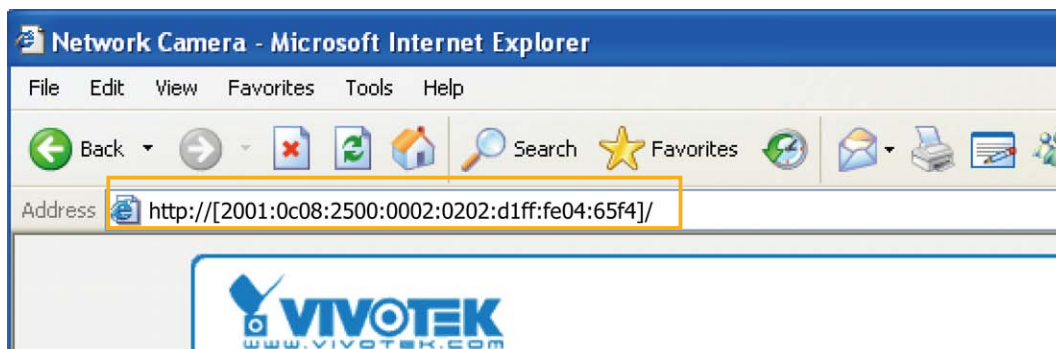 Network Camera - Microsoft Internet Explorer
File Edit View Favorites Tools Help
Back Search Favorites
Address http://[2001:0c08:2500:0002:0202:d1ff:fe04:65f4]/
VIVOTEK
www.vivotek.com